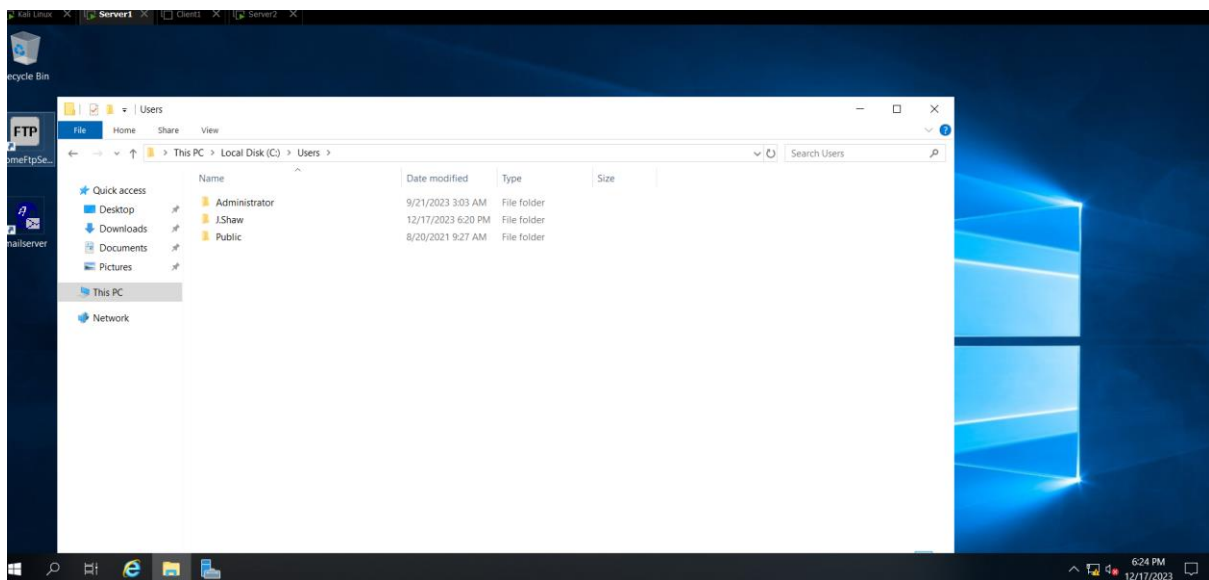 Kali Linux Server1 Client1 Server2
ecycle Bin
Users
File Home Share View
This PC > Local Disk (C:) > Users >
Search Users
Name Date modified Type Size
Quick access
Desktop
Downloads
Documents
Pictures
This PC
Network
Administrator 9/21/2023 3:03 AM File folder
J.Shaw 12/17/2023 6:20 PM File folder
Public 8/20/2021 9:27 AM File folder
FTP
omeFtpSe...
mailserver
6:24 PM
12/17/2023